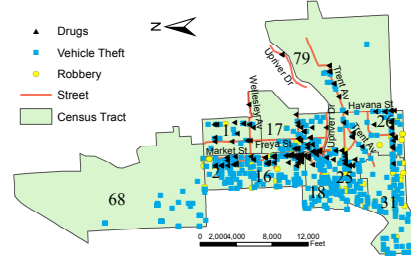 Drugs
Vehicle Theft
Robbery
Street
Census Tract
N
79
Upriver Dr
Trent Av
Wellesley Av
Havana St
1
17
Upriver Dr
26
Freya St
Trent Av
Market St
2
16
25
68
18
31
0 2,000 4,000 8,000 12,000
Feet